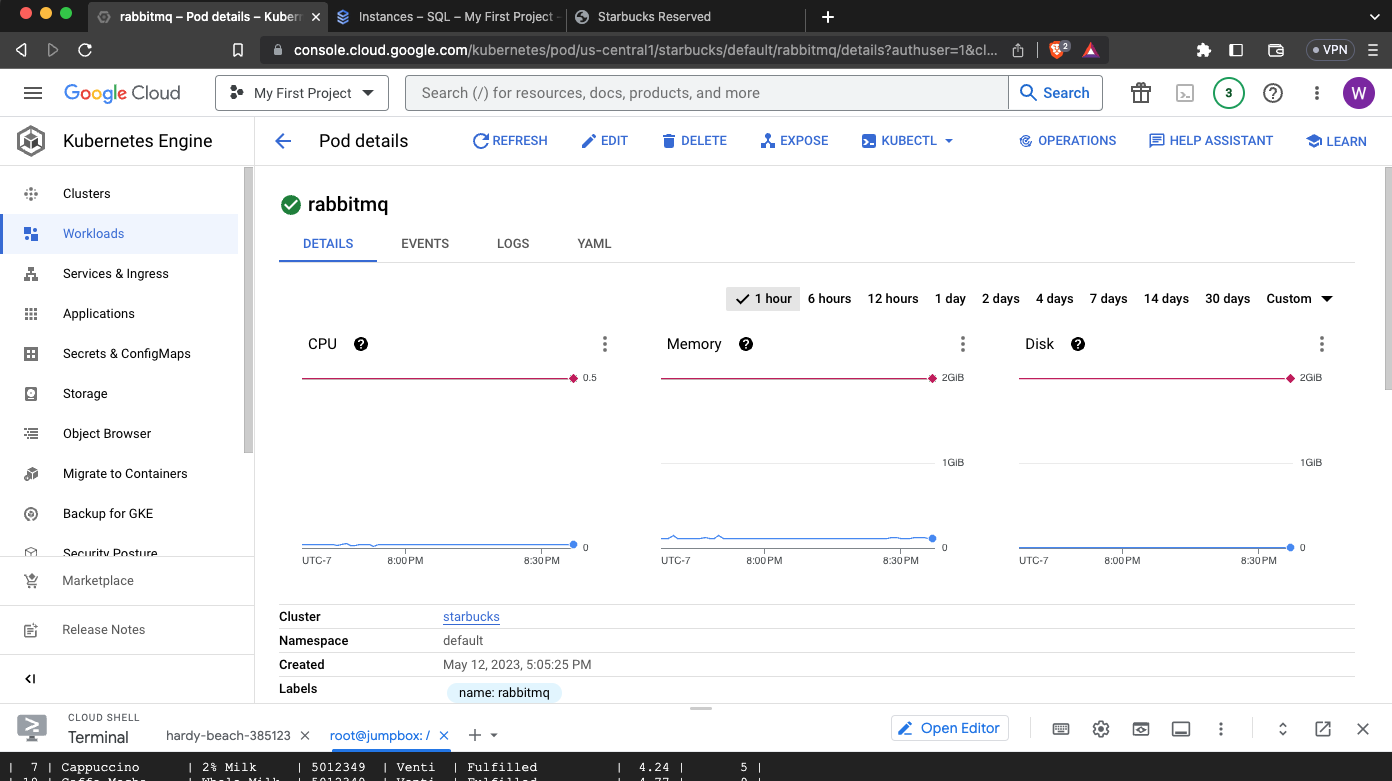 rabbitmq – Pod details – Kuber
Instances – SQL – My First Project –
Starbucks Reserved
console.cloud.google.com/kubernetes/pod/us-central1/starbucks/default/rabbitmq/details?authuser=1&cl...
2
VPN
Google Cloud
My First Project
Search (/) for resources, docs, products, and more
Search
3
W
Kubernetes Engine
Pod details
REFRESH
EDIT
DELETE
EXPOSE
KUBECTL
OPERATIONS
HELP ASSISTANT
LEARN
Clusters
Workloads
Services & Ingress
Applications
Secrets & ConfigMaps
Storage
Object Browser
Migrate to Containers
Backup for GKE
Security Posture
Marketplace
Release Notes
rabbitmq
DETAILS EVENTS LOGS YAML
1 hour 6 hours 12 hours 1 day 2 days 4 days 7 days 14 days 30 days Custom
CPU
0.5
0
UTC-7 8:00 PM 8:30 PM
Memory
2GiB
1GiB
0
UTC-7 8:00 PM 8:30 PM
Disk
2GiB
1GiB
0
UTC-7 8:00 PM 8:30 PM
Cluster starbucks
Namespace default
Created May 12, 2023, 5:05:25 PM
Labels name: rabbitmq
CLOUD SHELL
Terminal
hardy-beach-385123
root@jumpbox: /
Open Editor
| 7 | Cappuccino | 2% Milk | 5012349 | Venti | Fulfilled | 4.24 | 5 |